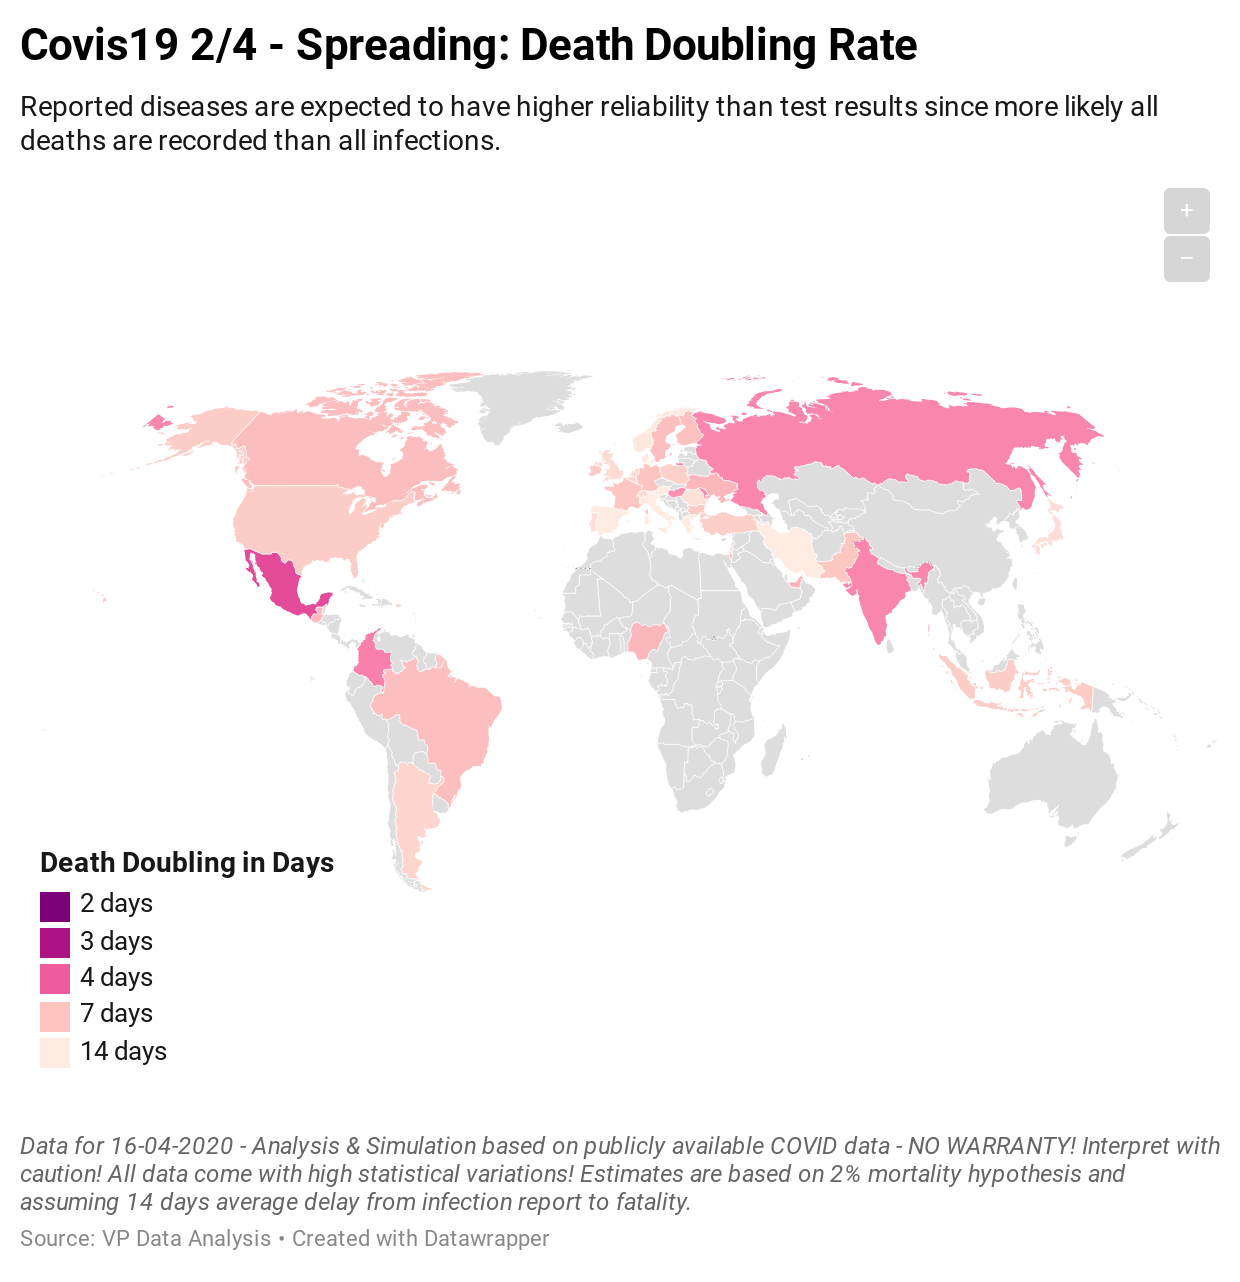 Covis19 2/4 - Spreading: Death Doubling Rate
Reported diseases are expected to have higher reliability than test results since more likely all
deaths are recorded than all infections.
+
−
Death Doubling in Days
2 days
3 days
4 days
7 days
14 days
Data for 16-04-2020 - Analysis & Simulation based on publicly available COVID data - NO WARRANTY! Interpret with
caution! All data come with high statistical variations! Estimates are based on 2% mortality hypothesis and
assuming 14 days average delay from infection report to fatality.
Source: VP Data Analysis • Created with Datawrapper